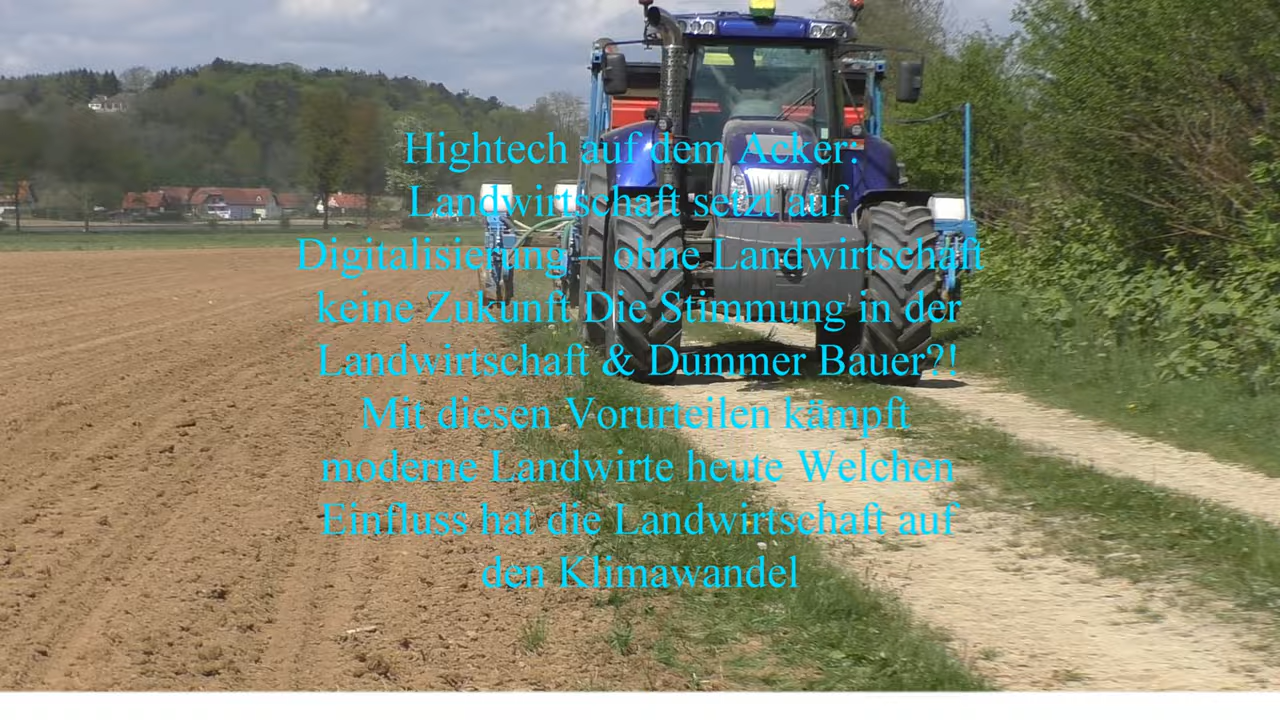 Hightech auf dem Acker:
Landwirtschaft setzt auf
Digitalisierung – ohne Landwirtschaft
keine Zukunft Die Stimmung in der
Landwirtschaft & Dummer Bauer?!
Mit diesen Vorurteilen kämpft
moderne Landwirte heute Welchen
Einfluss hat die Landwirtschaft auf
den Klimawandel